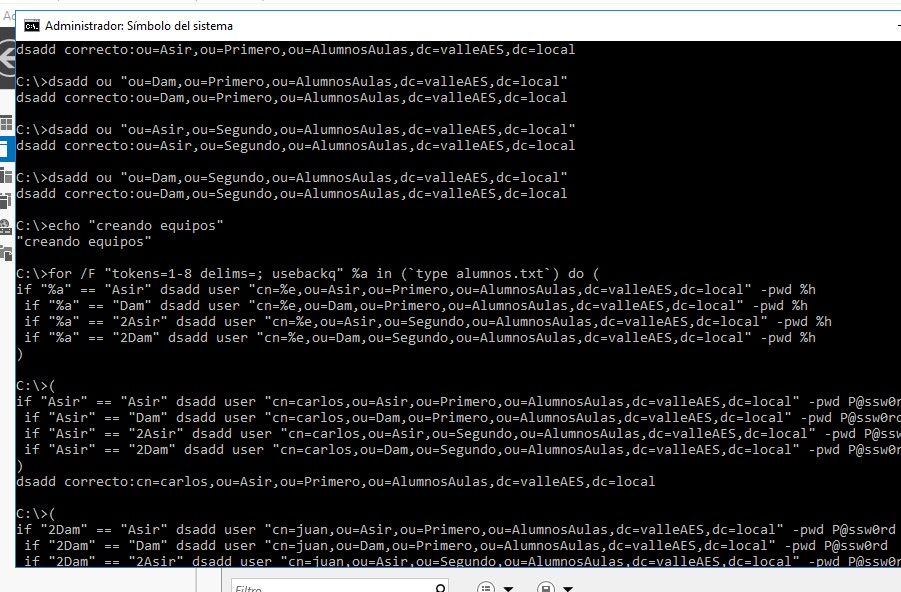 Administrador: Símbolo del sistema
dsadd correcto:ou=Asir,ou=Primero,ou=AlumnosAulas,dc=valleAES,dc=local
C:\>dsadd ou "ou=Dam,ou=Primero,ou=AlumnosAulas,dc=valleAES,dc=local"
dsadd correcto:ou=Dam,ou=Primero,ou=AlumnosAulas,dc=valleAES,dc=local
C:\>dsadd ou "ou=Asir,ou=Segundo,ou=AlumnosAulas,dc=valleAES,dc=local"
dsadd correcto:ou=Asir,ou=Segundo,ou=AlumnosAulas,dc=valleAES,dc=local
C:\>dsadd ou "ou=Dam,ou=Segundo,ou=AlumnosAulas,dc=valleAES,dc=local"
dsadd correcto:ou=Dam,ou=Segundo,ou=AlumnosAulas,dc=valleAES,dc=local
C:\>echo "creando equipos"
"creando equipos"
C:\>for /F "tokens=1-8 delims=; usebackq" %a in (`type alumnos.txt`) do (
if "%a" == "Asir" dsadd user "cn=%e,ou=Asir,ou=Primero,ou=AlumnosAulas,dc=valleAES,dc=local" -pwd %h
if "%a" == "Dam" dsadd user "cn=%e,ou=Dam,ou=Primero,ou=AlumnosAulas,dc=valleAES,dc=local" -pwd %h
if "%a" == "2Asir" dsadd user "cn=%e,ou=Asir,ou=Segundo,ou=AlumnosAulas,dc=valleAES,dc=local" -pwd %h
if "%a" == "2Dam" dsadd user "cn=%e,ou=Dam,ou=Segundo,ou=AlumnosAulas,dc=valleAES,dc=local" -pwd %h
)
C:\>(
if "Asir" == "Asir" dsadd user "cn=carlos,ou=Asir,ou=Primero,ou=AlumnosAulas,dc=valleAES,dc=local" -pwd P@ssw0r
if "Asir" == "Dam" dsadd user "cn=carlos,ou=Dam,ou=Primero,ou=AlumnosAulas,dc=valleAES,dc=local" -pwd P@ssw0rd
if "Asir" == "2Asir" dsadd user "cn=carlos,ou=Asir,ou=Segundo,ou=AlumnosAulas,dc=valleAES,dc=local" -pwd P@ssw
if "Asir" == "2Dam" dsadd user "cn=carlos,ou=Dam,ou=Segundo,ou=AlumnosAulas,dc=valleAES,dc=local" -pwd P@ssw0r
)
dsadd correcto:cn=carlos,ou=Asir,ou=Primero,ou=AlumnosAulas,dc=valleAES,dc=local
C:\>(
if "2Dam" == "Asir" dsadd user "cn=juan,ou=Asir,ou=Primero,ou=AlumnosAulas,dc=valleAES,dc=local" -pwd P@ssw0rd
if "2Dam" == "Dam" dsadd user "cn=juan,ou=Dam,ou=Primero,ou=AlumnosAulas,dc=valleAES,dc=local" -pwd P@ssw0rd
if "2Dam" == "2Asir" dsadd user "cn=juan,ou=Asir,ou=Segundo,ou=AlumnosAulas,dc=valleAES,dc=local" -pwd P@ssw0r
Filtro